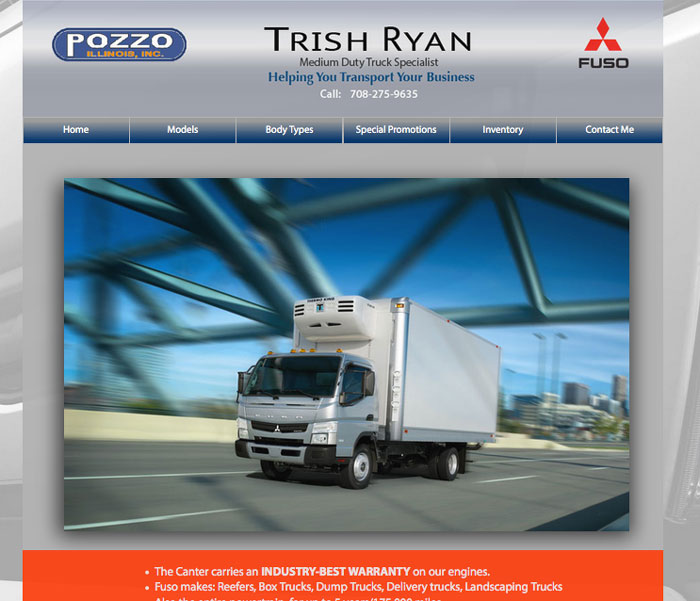 POZZO
ILLINOIS, INC.
TRISH RYAN
Medium Duty Truck Specialist
Helping You Transport Your Business
Call: 708-275-9635
FUSO
Home
Models
Body Types
Special Promotions
Inventory
Contact Me
THERMO KING
• The Canter carries an INDUSTRY-BEST WARRANTY on our engines.
• Fuso makes: Reefers, Box Trucks, Dump Trucks, Delivery trucks, Landscaping Trucks